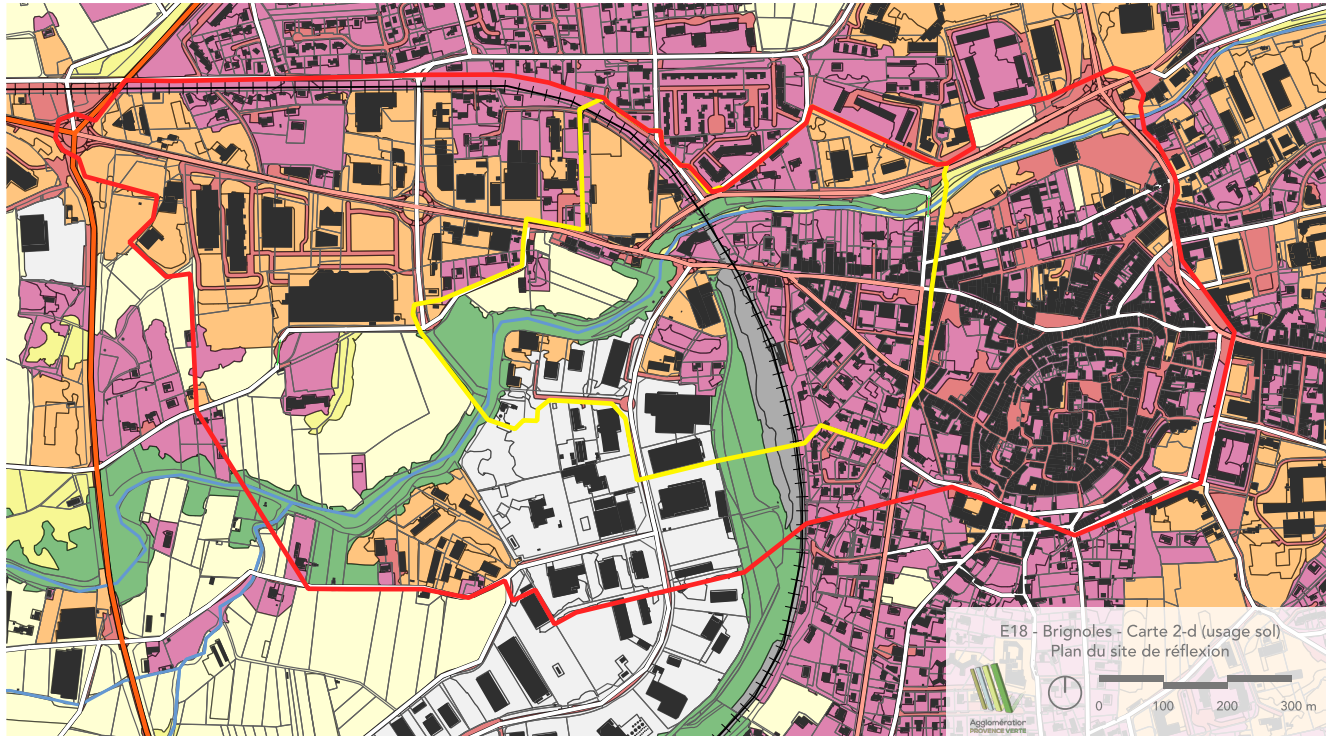 E18 - Brignoles - Carte 2-d (usage sol)
Plan du site de réflexion
0 100 200 300 m
Agglomération
PROVENCE VERTE